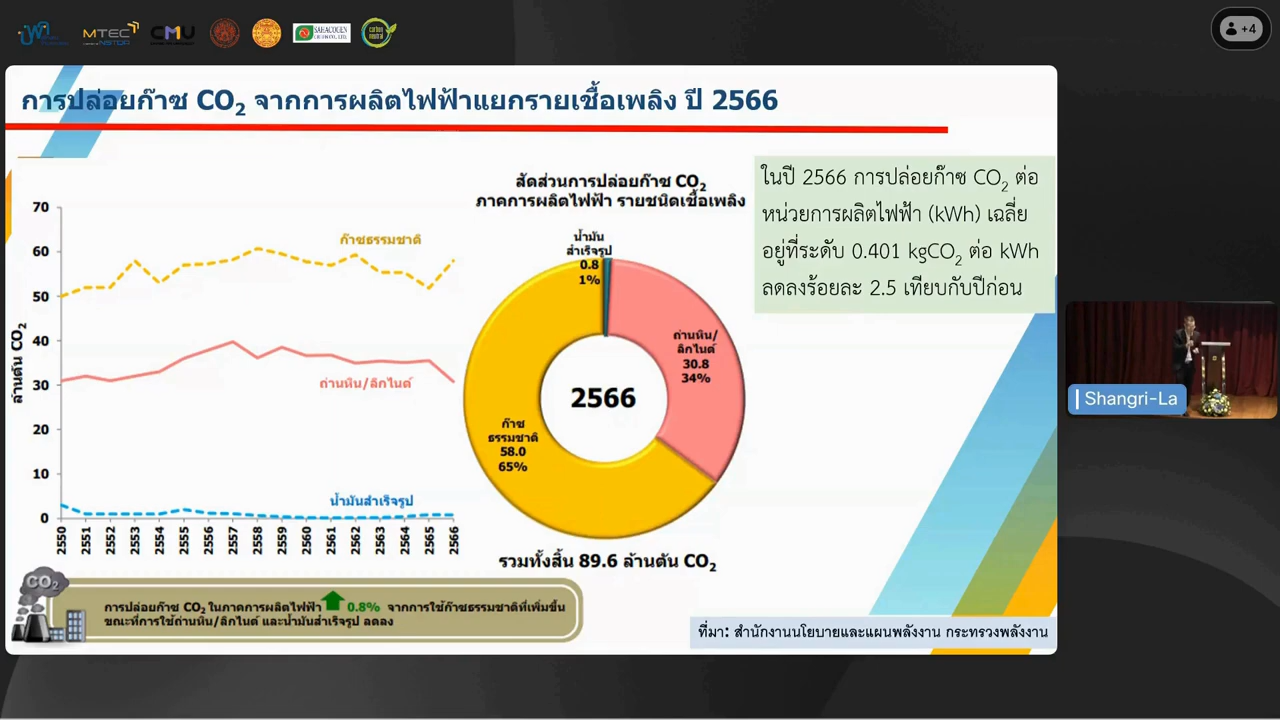 MTEC
NSTDA
CMU
SAHACOGEN
carbon
neutral
+4
การปล่อยก๊าซ CO2 จากการผลิตไฟฟ้าแยกรายเชื้อเพลิง ปี 2566
สัดส่วนการปล่อยก๊าซ CO2
ภาคการผลิตไฟฟ้า รายชนิดเชื้อเพลิง
ในปี 2566 การปล่อยก๊าซ CO2 ต่อ
หน่วยการผลิตไฟฟ้า (kWh) เฉลี่ย
อยู่ที่ระดับ 0.401 kgCO2 ต่อ kWh
ลดลงร้อยละ 2.5 เทียบกับปีก่อน
ล้านตัน CO2
70
60
50
40
30
20
10
0
ก๊าซธรรมชาติ
ถ่านหิน/ลิกไนต์
น้ำมันสำเร็จรูป
2550 2551 2552 2553 2554 2555 2556 2557 2558 2559 2560 2561 2562 2563 2564 2565 2566
น้ำมัน
สำเร็จรูป
0.8
1%
ถ่านหิน/
ลิกไนต์
30.8
34%
2566
ก๊าซ
ธรรมชาติ
58.0
65%
รวมทั้งสิ้น 89.6 ล้านตัน CO2
Shangri-La
CO2
การปล่อยก๊าซ CO2 ในภาคการผลิตไฟฟ้า 0.8% จากการใช้ก๊าซธรรมชาติที่เพิ่มขึ้น
ขณะที่การใช้ถ่านหิน/ลิกไนต์ และน้ำมันสำเร็จรูป ลดลง
ที่มา: สำนักงานนโยบายและแผนพลังงาน กระทรวงพลังงาน